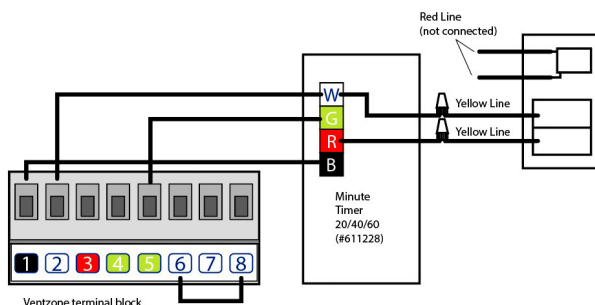 Red Line
(not connected)
W
G
R
B
Yellow Line
Yellow Line
Minute
Timer
20/40/60
(#611228)
1 2 3 4 5 6 7 8
Ventzone terminal block